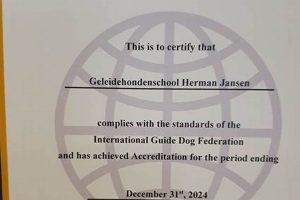 This is to certify that
Geleidehondenschool Herman Jansen
complies with the standards of the
International Guide Dog Federation
and has achieved Accreditation for the period ending
December 31st, 2024